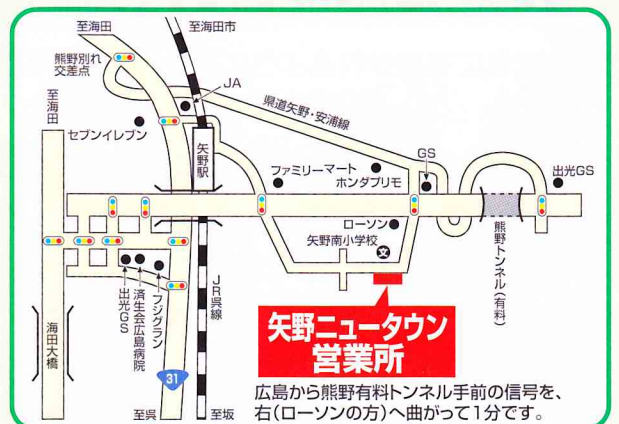 至海田
至海田市
熊野別れ
交差点
JA
至海田
県道矢野・安浦線
セブンイレブン
矢野駅
GS
ファミリーマート
ホンダプリモ
出光GS
ローソン
矢野南小学校
文
熊野トンネル(有料)
出光GS
済生会広島病院
フジグラン
JR呉線
海田大橋
31
矢野ニュータウン
営業所
至呉
至坂
広島から熊野有料トンネル手前の信号を、
右(ローソンの方)へ曲がって1分です。